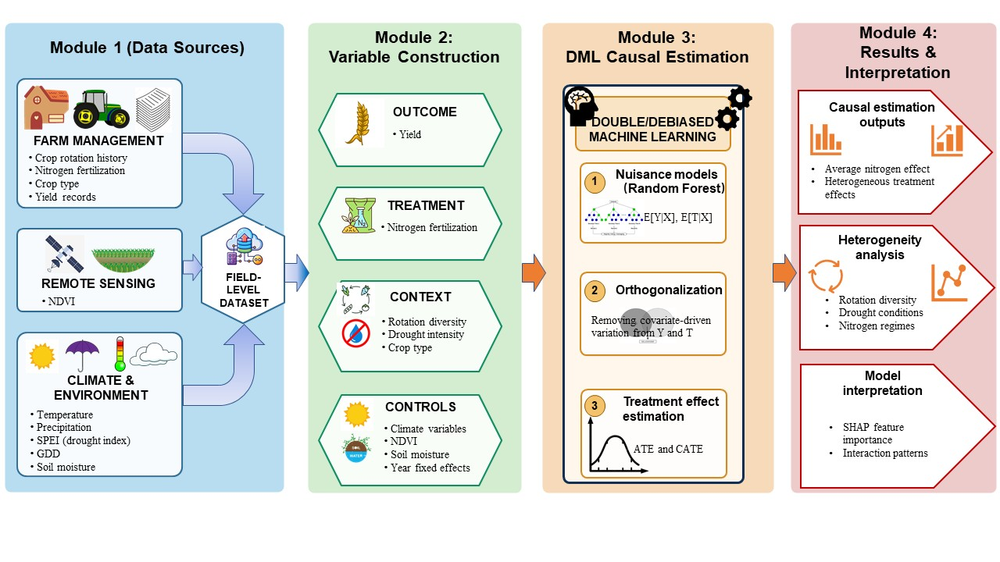 Module 1 (Data Sources)
FARM MANAGEMENT
• Crop rotation history
• Nitrogen fertilization
• Crop type
• Yield records
REMOTE SENSING
• NDVI
CLIMATE &
ENVIRONMENT
• Temperature
• Precipitation
• SPEI (drought index)
• GDD
• Soil moisture
FIELD-
LEVEL
DATASET
Module 2:
Variable Construction
OUTCOME
• Yield
TREATMENT
N₂
• Nitrogen fertilization
CONTEXT
• Rotation diversity
• Drought intensity
• Crop type
CONTROLS
SOIL
WATER
• Climate variables
• NDVI
• Soil moisture
• Year fixed effects
Module 3:
DML Causal Estimation
DOUBLE/DEBIASED
MACHINE LEARNING
1
Nuisance models
(Random Forest)
E[Y|X], E[T|X]
2
Orthogonalization
Removing covariate-driven
variation from Y and T
3
Treatment effect
estimation
ATE and CATE
Module 4:
Results &
Interpretation
Causal estimation
outputs
• Average nitrogen effect
• Heterogeneous treatment
effects
Heterogeneity
analysis
• Rotation diversity
• Drought conditions
• Nitrogen regimes
Model
interpretation
• SHAP feature
importance
• Interaction patterns